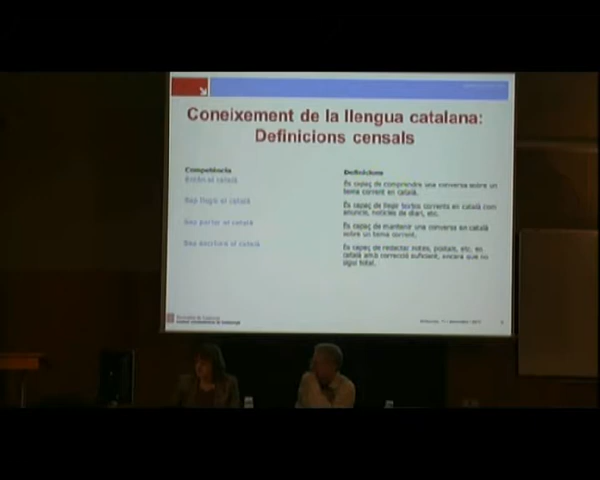 Coneixement de la llengua catalana:
Definicions censals
Competència
Entén el català
Sap llegir el català
Sap parlar el català
Sap escriure el català
Definicions
És capaç de comprendre una conversa sobre un
tema corrent en català.
És capaç de llegir textos corrents en català com
anuncis, notícies de diari, etc.
És capaç de mantenir una conversa en català
sobre un tema corrent.
És capaç de redactar notes, postals, etc. en
català amb correcció suficient, encara que no
sigui total.
Generalitat de Catalunya